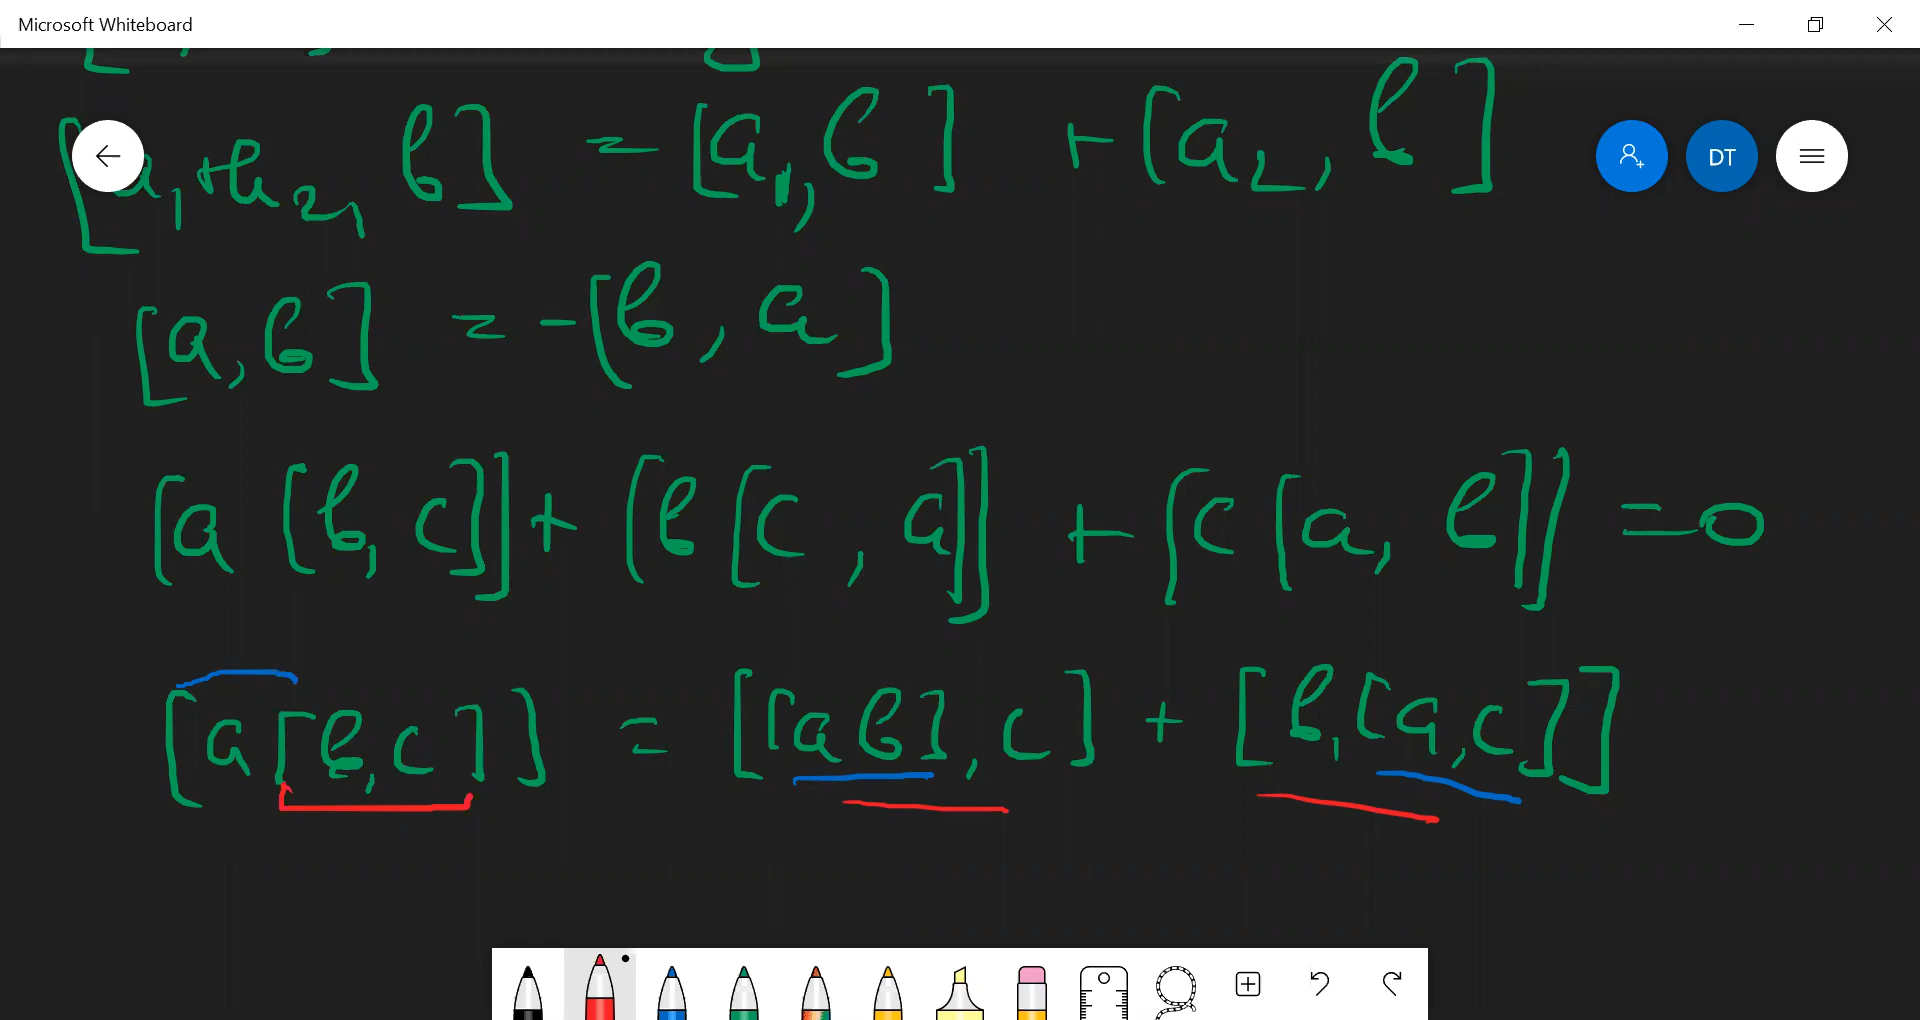 Microsoft Whiteboard
[a₁+a₂, b] = [a₁, b] + [a₂, b]
DT
[a, b] = -[b, a]
[a [b, c]] + [b [c, a]] + [c [a, b]] = 0
[a [b, c]] = [[a b], c] + [b, [a, c]]